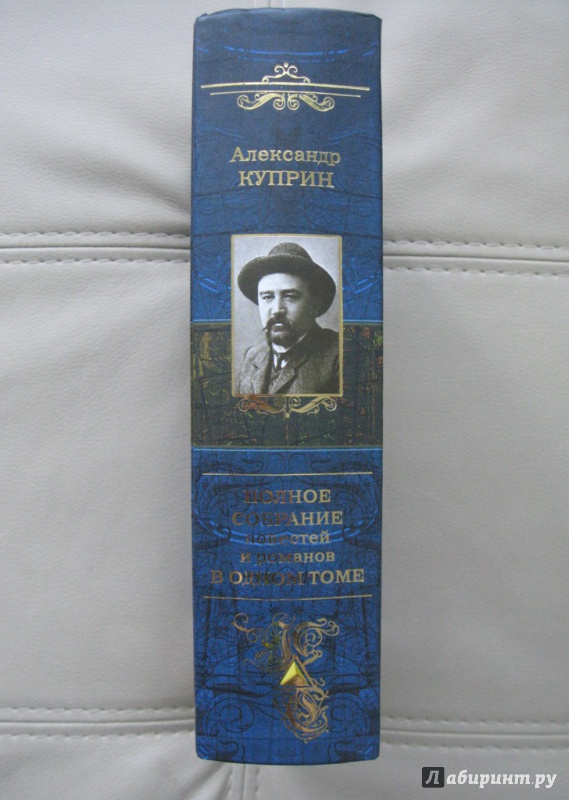 Александр
КУПРИН
ПОЛНОЕ
СОБРАНИЕ
повестей
и романов
В ОДНОМ ТОМЕ
Лабиринт.ру